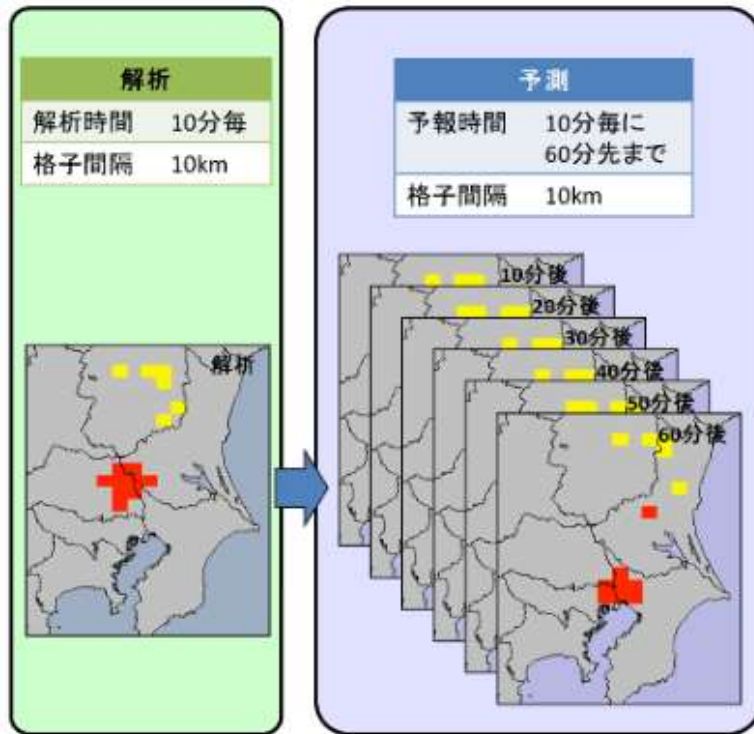 解析
解析時間 10分毎
格子間隔 10km
解析
予測
予報時間 10分毎に
60分先まで
格子間隔 10km
10分後
20分後
30分後
40分後
50分後
60分後